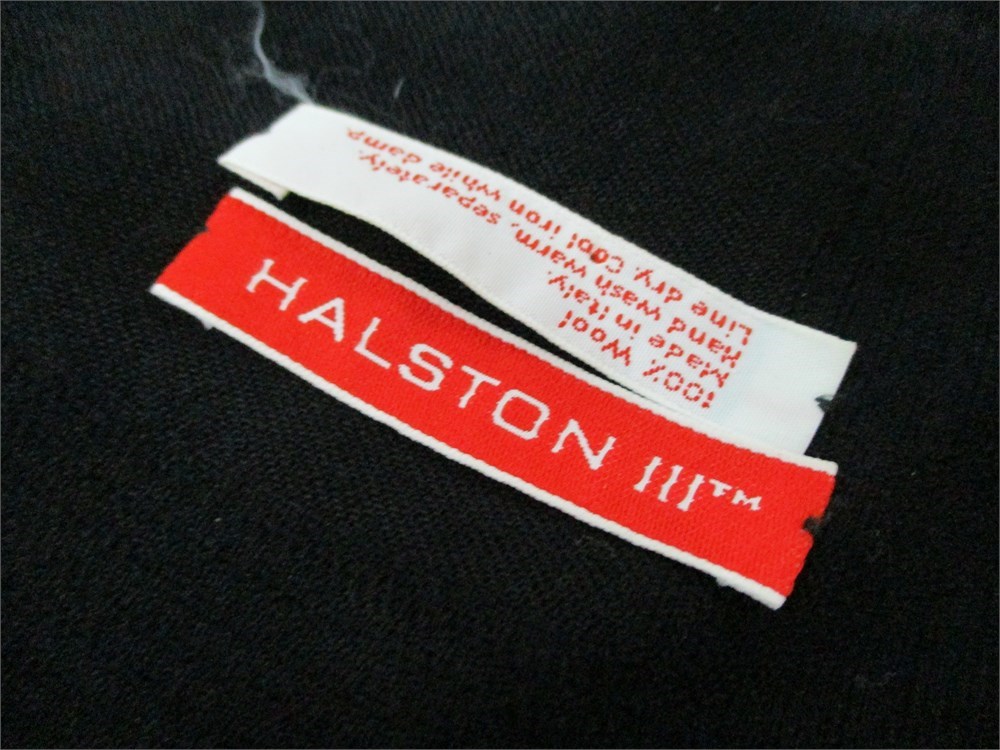 HALSTON III™
100% Wool
Made in Italy.
Hand wash warm, separately.
Line dry. Cool iron while damp.